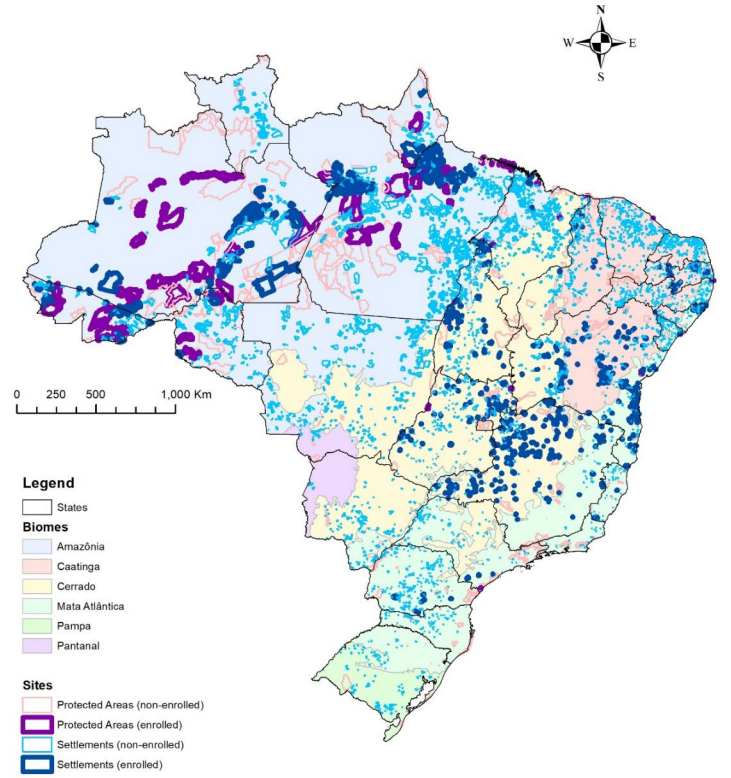 N
W E
S
0 250 500 1,000 Km
Legend
States
Biomes
Amazônia
Caatinga
Cerrado
Mata Atlântica
Pampa
Pantanal
Sites
Protected Areas (non-enrolled)
Protected Areas (enrolled)
Settlements (non-enrolled)
Settlements (enrolled)